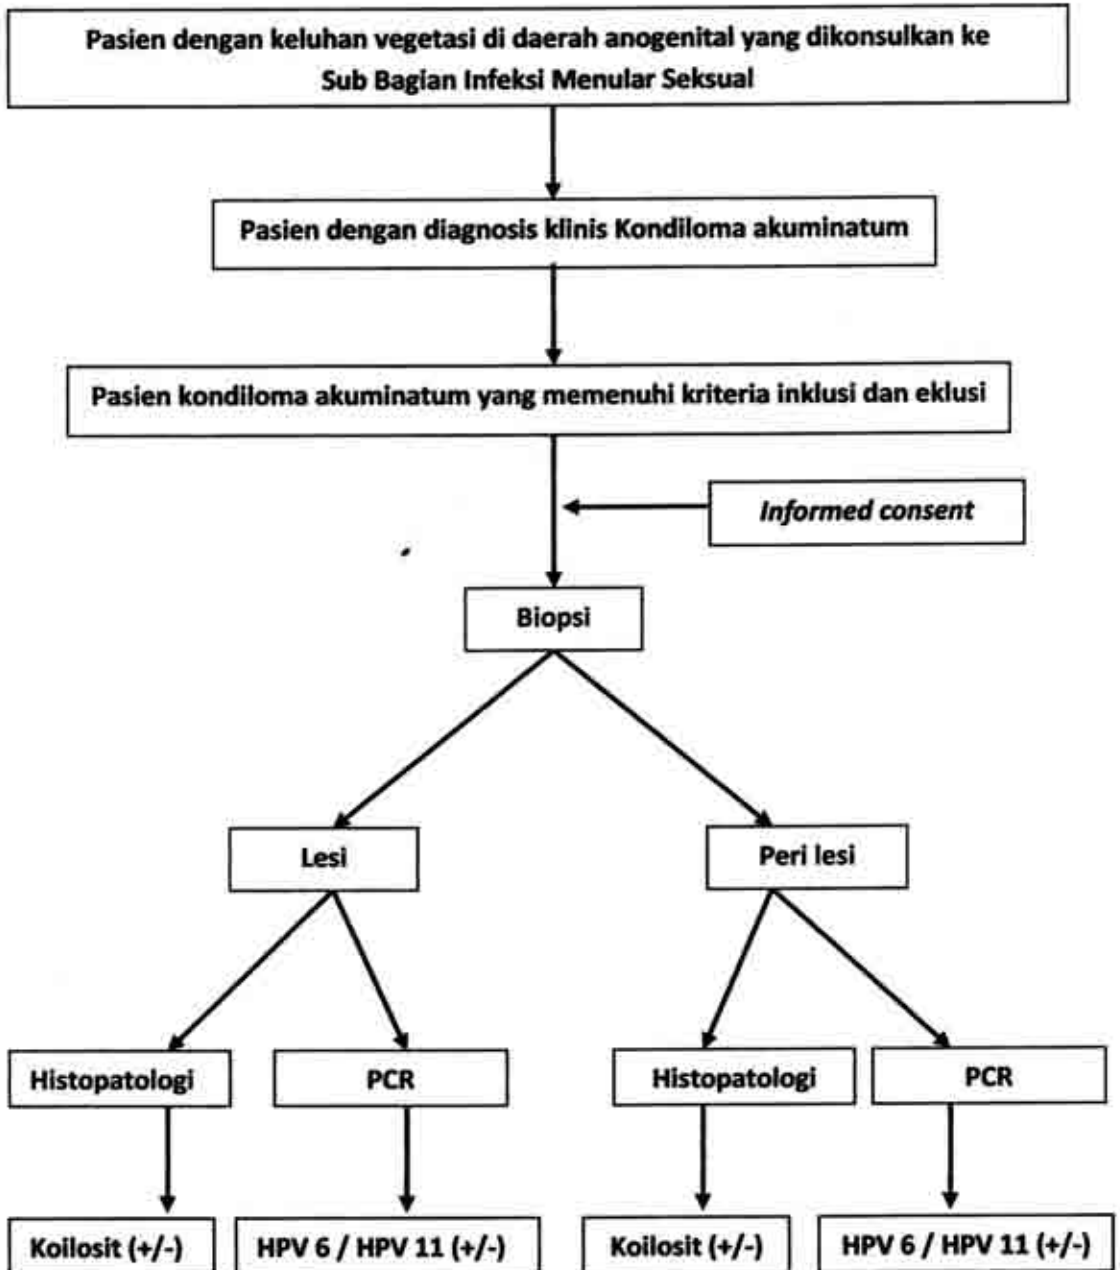 Pasien dengan keluhan vegetasi di daerah anogenital yang dikonsulkan ke
Sub Bagian Infeksi Menular Seksual
Pasien dengan diagnosis klinis Kondiloma akuminatum
Pasien kondiloma akuminatum yang memenuhi kriteria inklusi dan eklusi
Informed consent
Biopsi
Lesi
Peri lesi
Histopatologi
PCR
Histopatologi
PCR
Koilosit (+/-)
HPV 6 / HPV 11 (+/-)
Koilosit (+/-)
HPV 6 / HPV 11 (+/-)